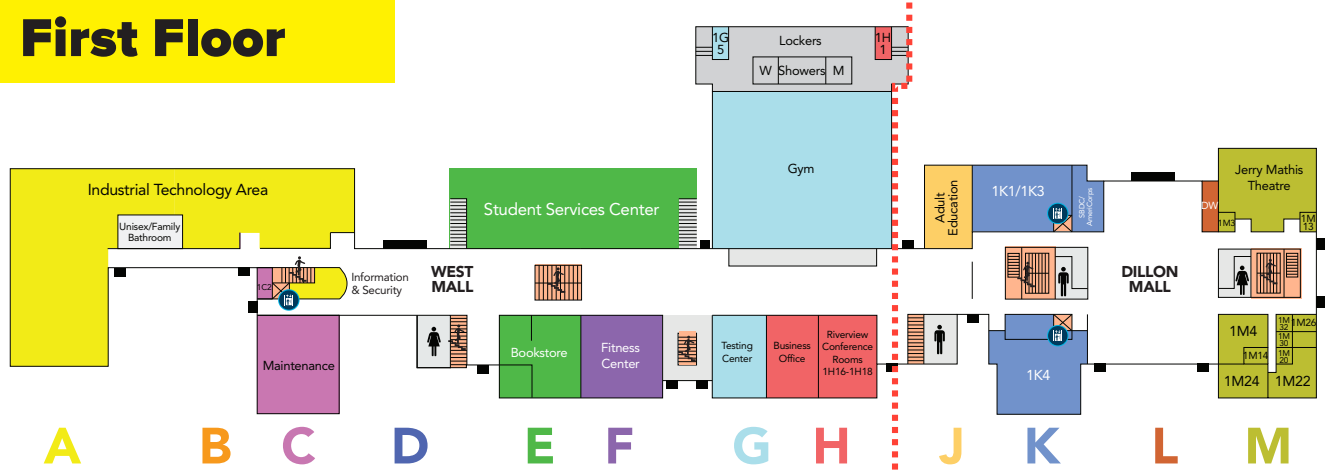 First Floor
1G
5
Lockers
1H
1
W
Showers
M
Gym
Industrial Technology Area
Unisex/Family
Bathroom
Student Services Center
Adult
Education
1K1/1K3
SBDC/
AmeriCorps
DW
Jerry Mathis
Theatre
1M3
1M
13
1C2
Information
& Security
WEST
MALL
DILLON
MALL
Maintenance
Bookstore
Fitness
Center
Testing
Center
Business
Office
Riverview
Conference
Rooms
1H16-1H18
1K4
1M4
1M14
1M24
1M
32
1M26
1M
30
1M
20
1M22
A
B
C
D
E
F
G
H
J
K
L
M